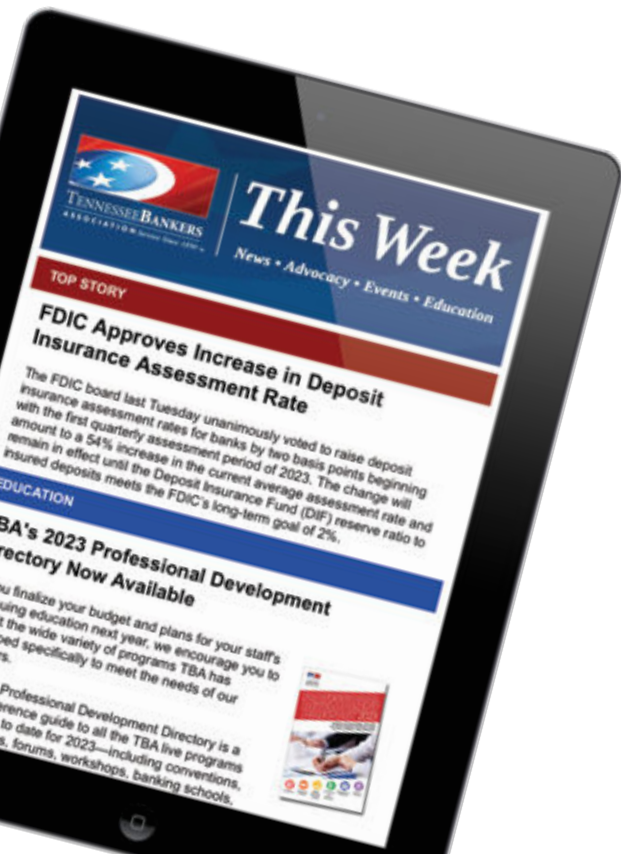 TENNESSEE BANKERS
ASSOCIATION Service Since 1890
This Week
News • Advocacy • Events • Education
TOP STORY
FDIC Approves Increase in Deposit
Insurance Assessment Rate
The FDIC board last Tuesday unanimously voted to raise deposit
insurance assessment rates for banks by two basis points beginning
with the first quarterly assessment period of 2023. The change will
amount to a 54% increase in the current average assessment rate and
remain in effect until the Deposit Insurance Fund (DIF) reserve ratio to
insured deposits meets the FDIC's long-term goal of 2%.
EDUCATION
BA's 2023 Professional Development
rectory Now Available
ou finalize your budget and plans for your staff's
uing education next year, we encourage you to
t the wide variety of programs TBA has
ped specifically to meet the needs of our
s.
Professional Development Directory is a
erence guide to all the TBA live programs
to date for 2023—including conventions,
s, forums, workshops, banking schools,